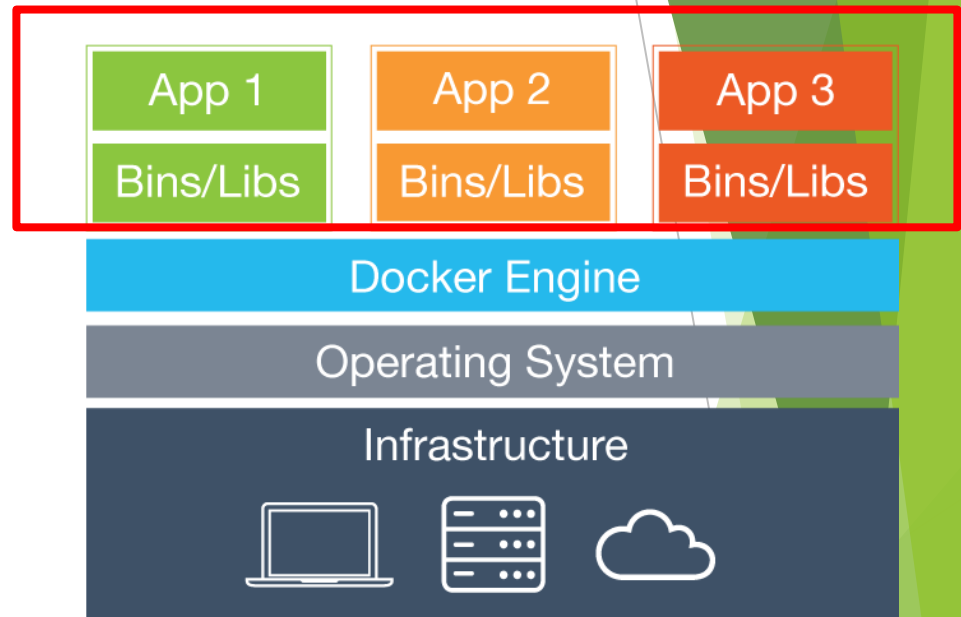 App 1
App 2
App 3
Bins/Libs
Bins/Libs
Bins/Libs
Docker Engine
Operating System
Infrastructure